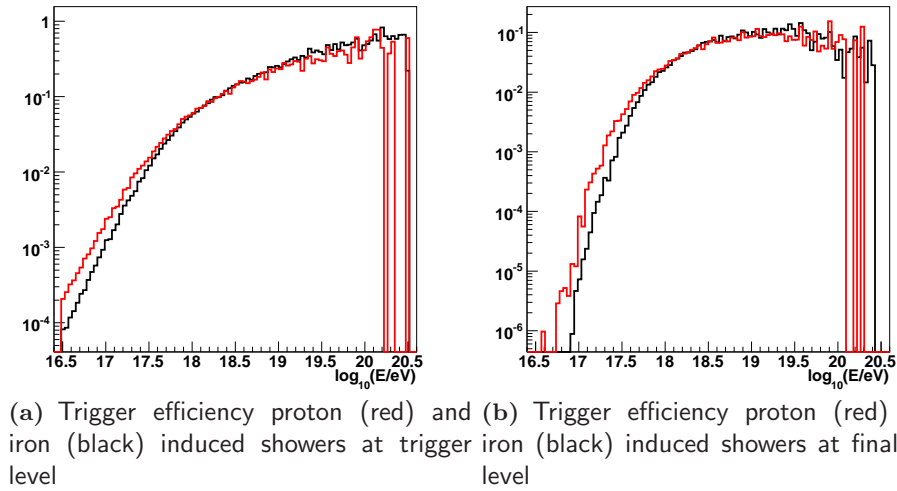 1
10^-1
10^-2
10^-3
10^-4
16.5 17 17.5 18 18.5 19 19.5 20 20.5
log_10(E/eV)
10^-1
10^-2
10^-3
10^-4
10^-5
10^-6
16.5 17 17.5 18 18.5 19 19.5 20 20.5
log_10(E/eV)
(a) Trigger efficiency proton (red) and
iron (black) induced showers at trigger
level
(b) Trigger efficiency proton (red)
iron (black) induced showers at final
level